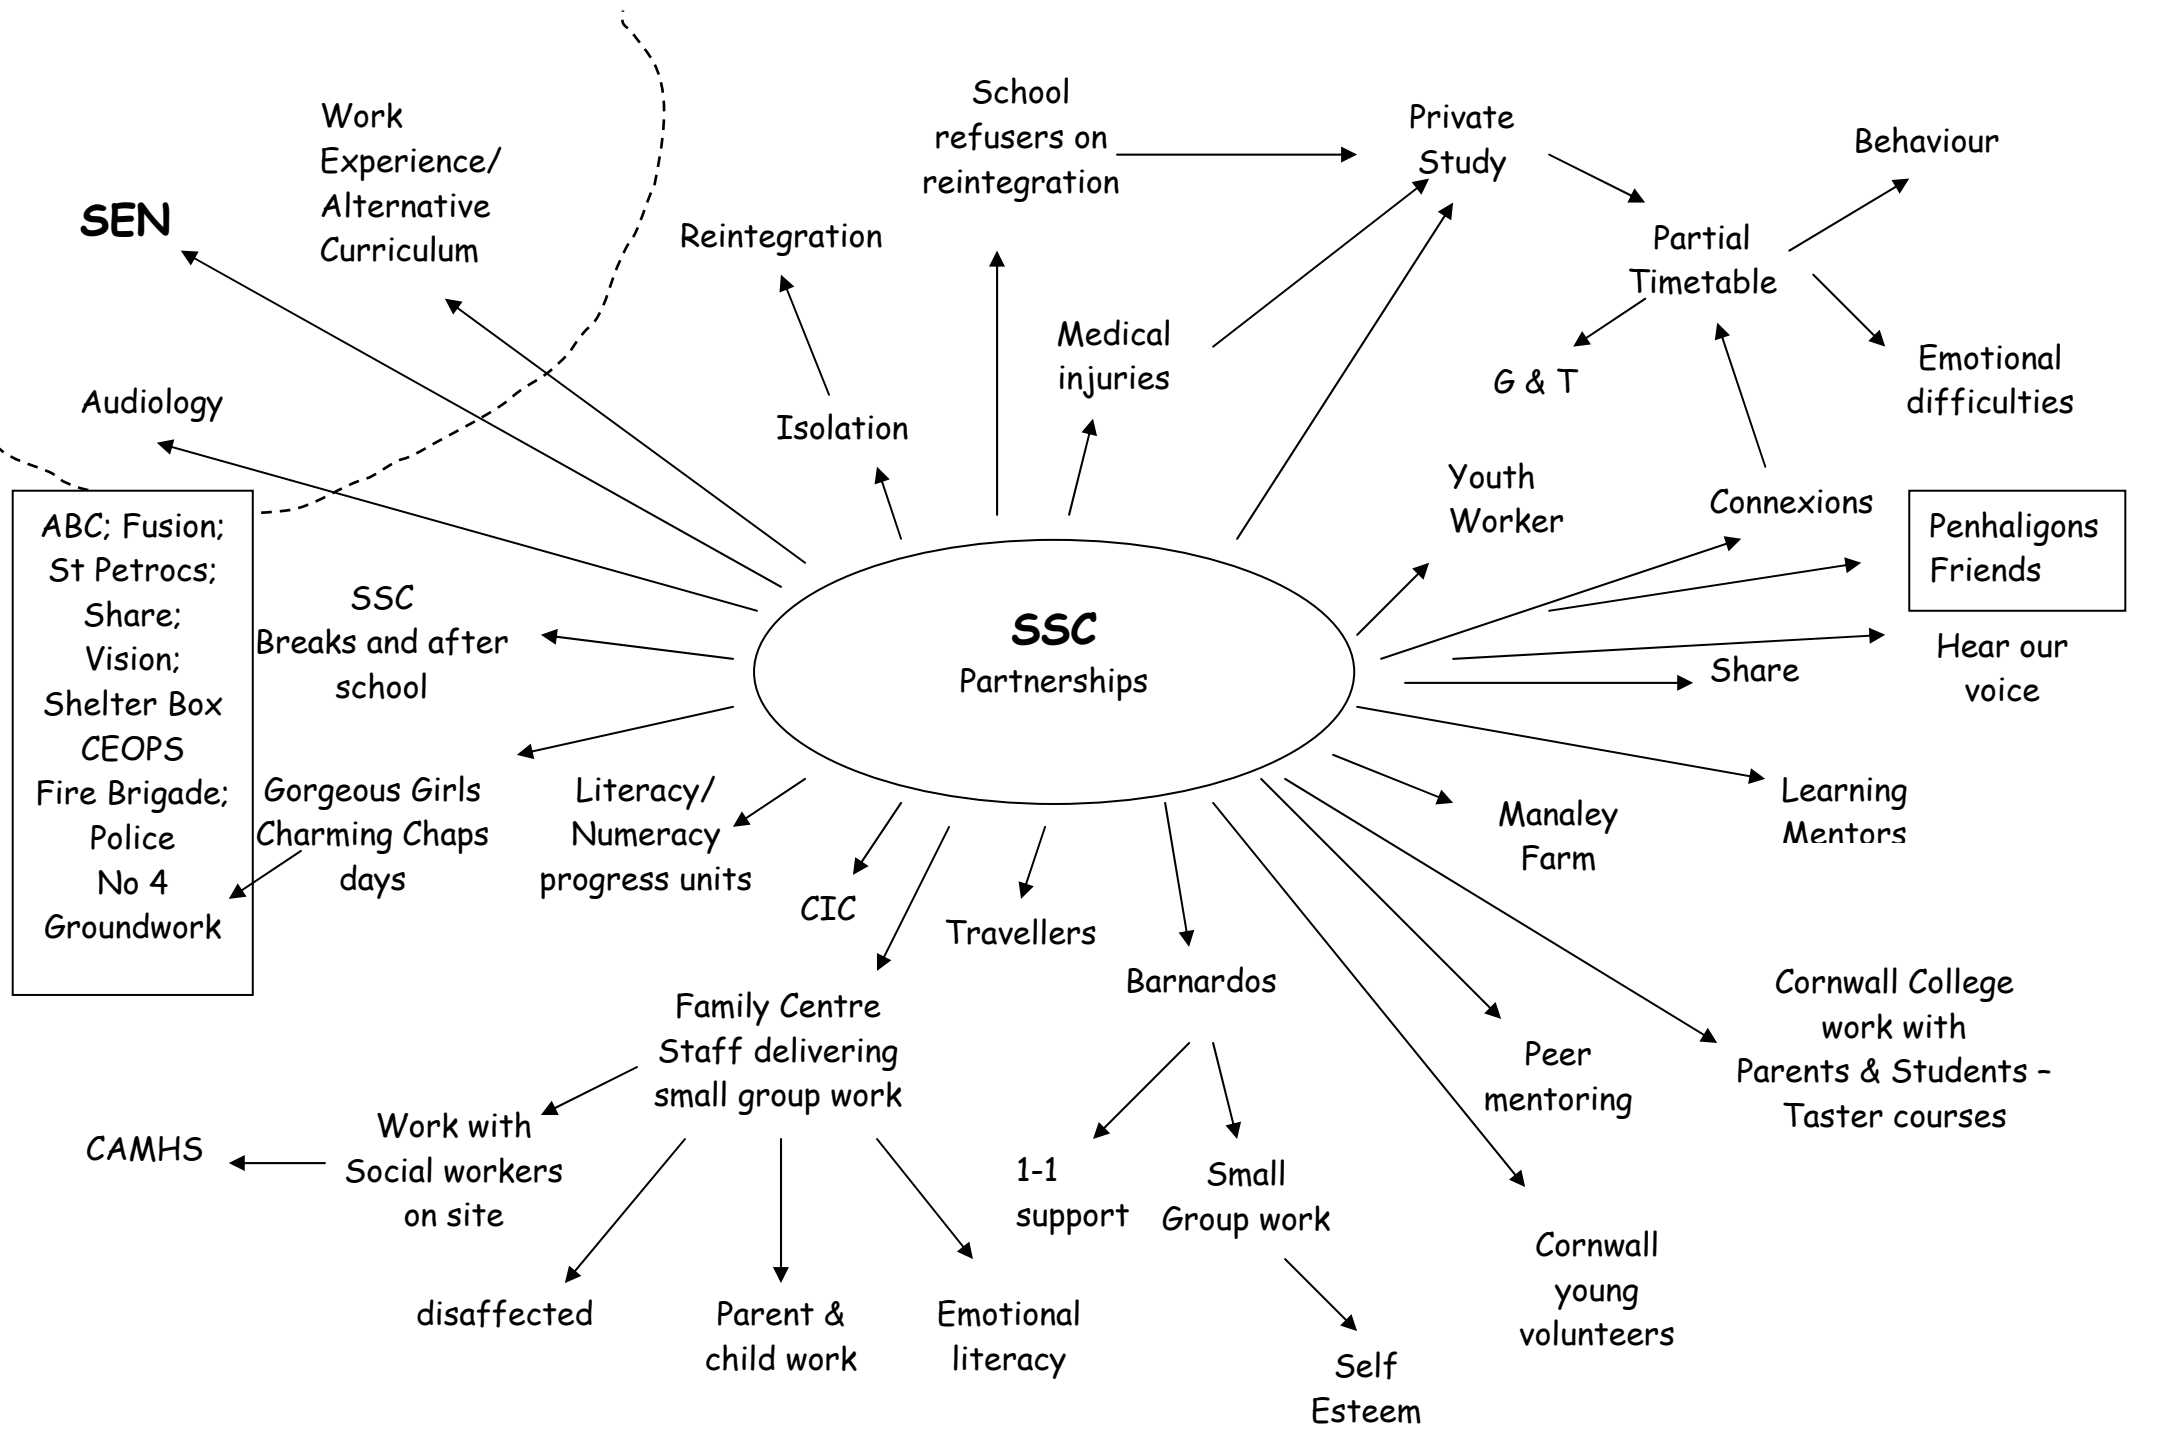 School
refusers on
reintegration
Private
Study
Work
Experience/
Alternative
Curriculum
Behaviour
SEN
Reintegration
Partial
Timetable
Medical
injuries
G & T
Emotional
difficulties
Audiology
Isolation
Youth
Worker
Connexions
Penhaligons
Friends
ABC; Fusion;
St Petrocs;
Share;
Vision;
Shelter Box
CEOPS
Fire Brigade;
Police
No 4
Groundwork
SSC
Breaks and after
school
SSC
Partnerships
Hear our
voice
Share
Gorgeous Girls
Charming Chaps
days
Literacy/
Numeracy
progress units
Learning
Mentors
Manaley
Farm
CIC
Travellers
Barnardos
Family Centre
Staff delivering
small group work
Cornwall College
work with
Parents & Students –
Taster courses
Peer
mentoring
CAMHS
Work with
Social workers
on site
1-1
support
Small
Group work
Cornwall
young
volunteers
disaffected
Parent &
child work
Emotional
literacy
Self
Esteem